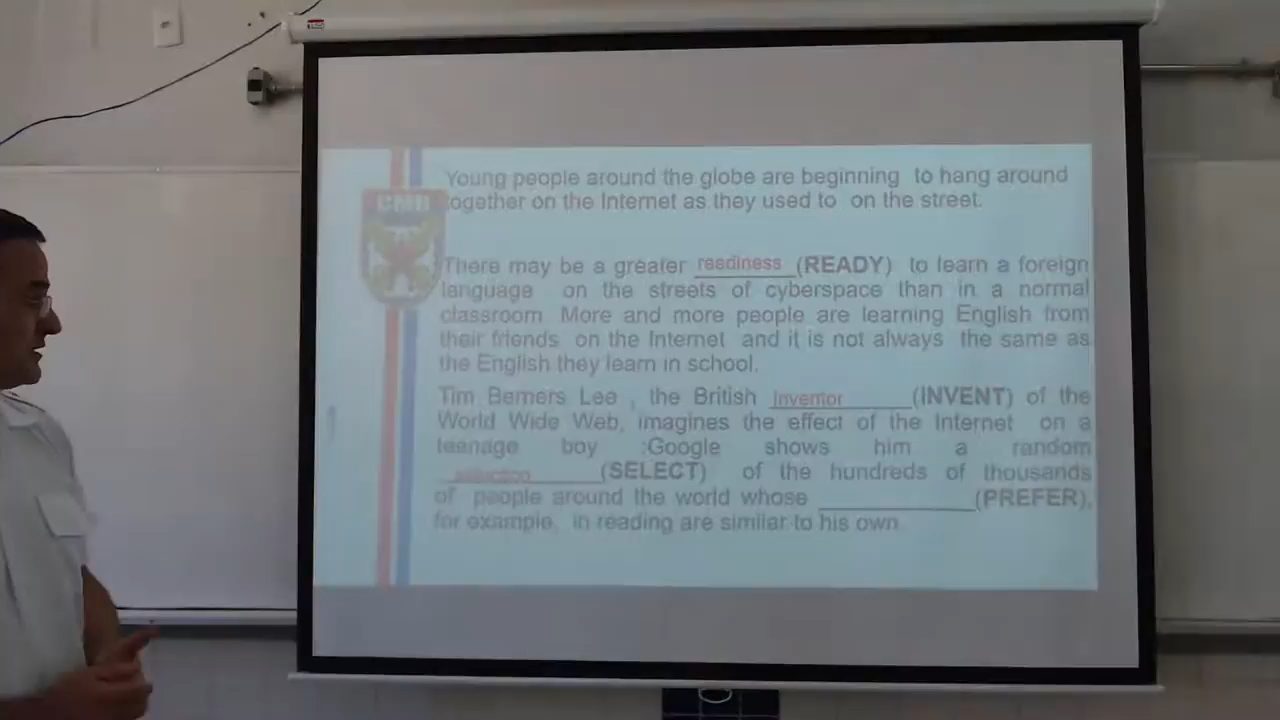 Young people around the globe are beginning to hang around
together on the Internet as they used to on the street.
CMB
There may be a greater readiness (READY) to learn a foreign
language on the streets of cyberspace than in a normal
classroom. More and more people are learning English from
their friends on the Internet and it is not always the same as
the English they learn in school.
Tim Berners Lee , the British inventor (INVENT) of the
World Wide Web, imagines the effect of the Internet on a
teenage boy :Google shows him a random
selection (SELECT) of the hundreds of thousands
of people around the world whose ____________(PREFER),
for example, in reading are similar to his own